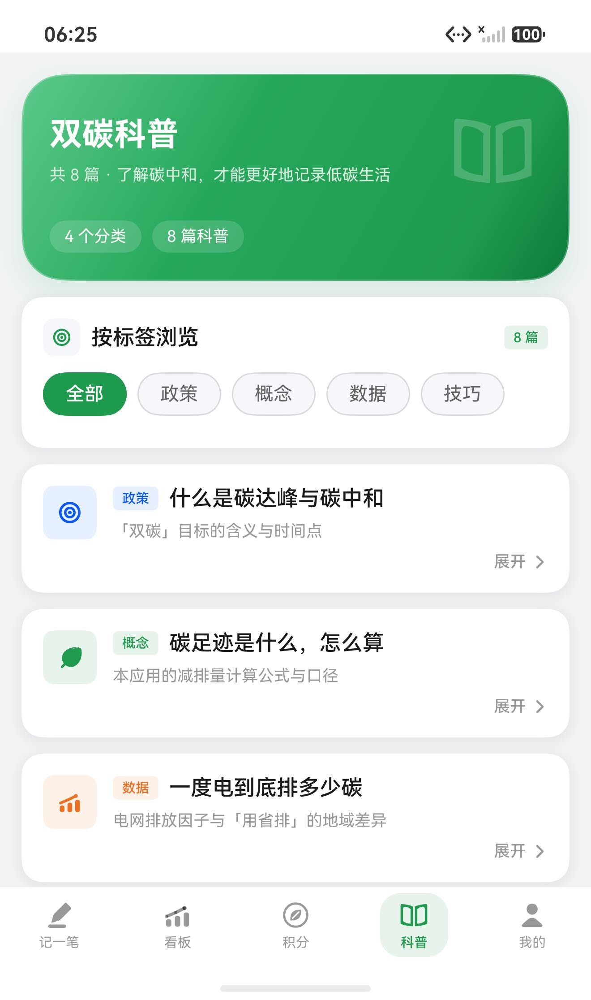 06:25
100
双碳科普
共 8 篇 · 了解碳中和，才能更好地记录低碳生活
4 个分类
8 篇科普
按标签浏览
8 篇
全部
政策
概念
数据
技巧
政策 什么是碳达峰与碳中和
「双碳」目标的含义与时间点
展开
概念 碳足迹是什么，怎么算
本应用的减排量计算公式与口径
展开
数据 一度电到底排多少碳
电网排放因子与「用省排」的地域差异
展开
记一笔
看板
积分
科普
我的